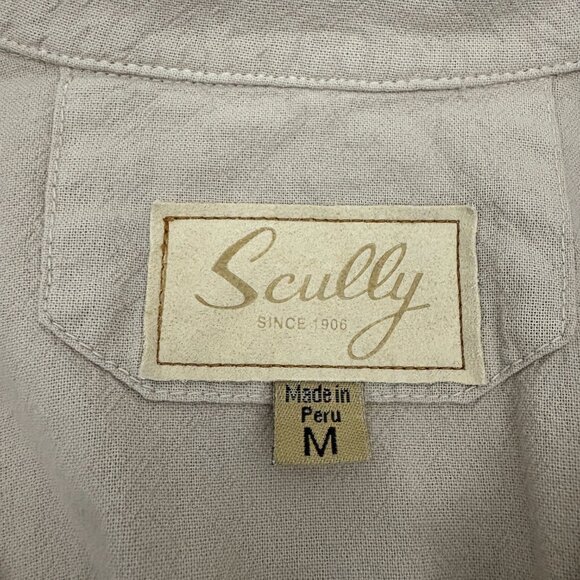 Scully
SINCE 1906
Made in
Peru
M